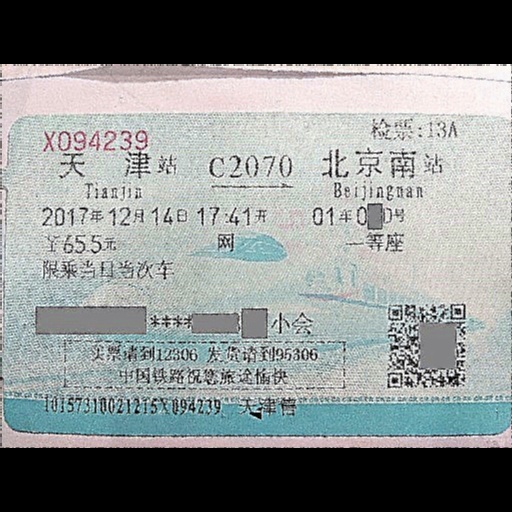 检票:13A
X094239
天津站 C2070 北京南站
Tianjin Beijingnan
2017年12月14日17:41开 01车0 0号
￥65.5元 网 一等座
限乘当日当次车
**** 小会
买票请到12306 发货请到95306
中国铁路祝您旅途愉快
10157310021215X094239 天津售